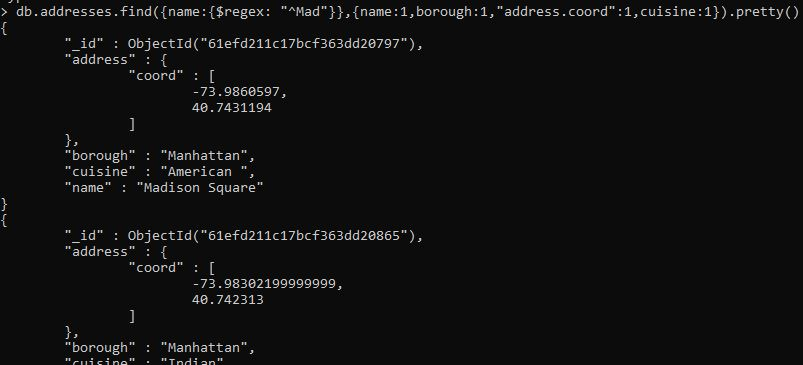 > db.addresses.find({name:{$regex: "^Mad"}},{name:1,borough:1,"address.coord":1,cuisine:1}).pretty()
{
        "_id" : ObjectId("61efd211c17bcf363dd20797"),
        "address" : {
                "coord" : [
                        -73.9860597,
                        40.7431194
                ]
        },
        "borough" : "Manhattan",
        "cuisine" : "American ",
        "name" : "Madison Square"
}
{
        "_id" : ObjectId("61efd211c17bcf363dd20865"),
        "address" : {
                "coord" : [
                        -73.98302199999999,
                        40.742313
                ]
        },
        "borough" : "Manhattan",
        "cuisine" : "Indian"